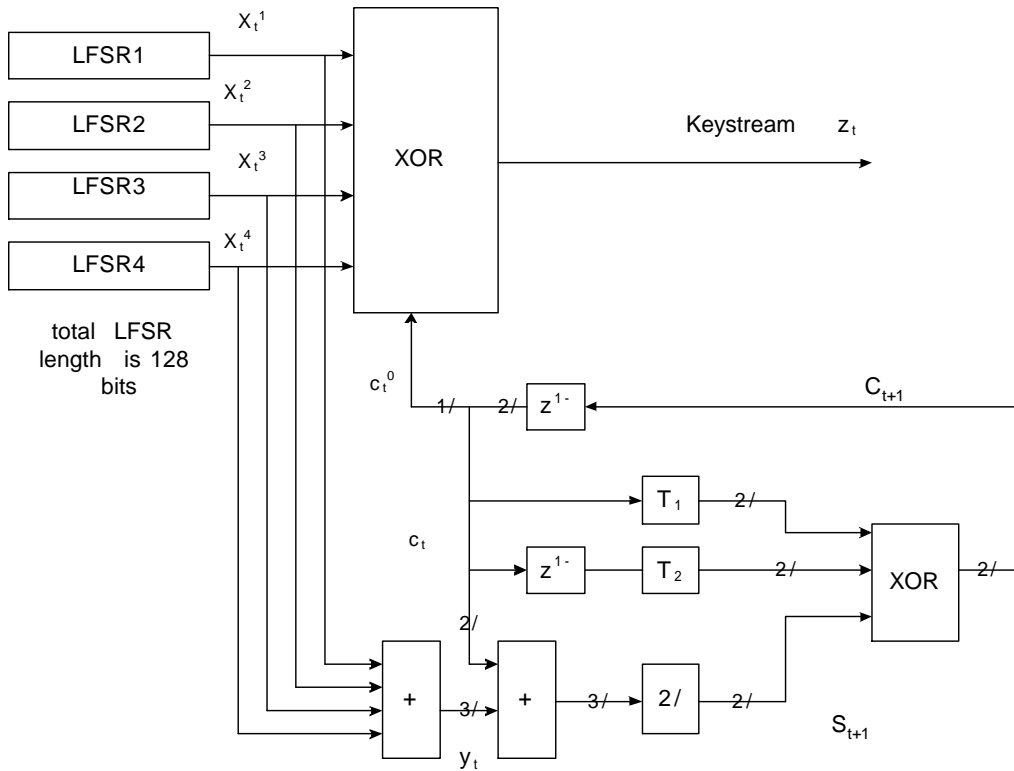 X_t^1
LFSR1
X_t^2
LFSR2
Keystream z_t
X_t^3
XOR
LFSR3
X_t^4
LFSR4
total LFSR
length is 128
bits
c_t^0
C_{t+1}
1/
2/
z^{1-}
T_1
2/
c_t
z^{1-}
T_2
2/
XOR
2/
2/
+
3/
+
3/
2/
2/
S_{t+1}
y_t